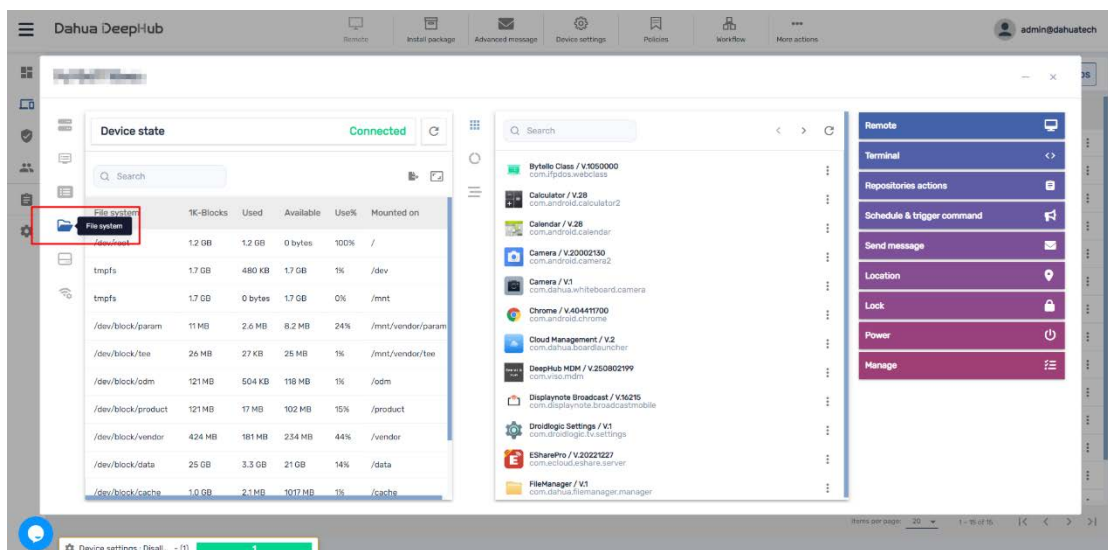 Dahua DeepHub
Remote
Install package
Advanced message
Device settings
Policies
Workflow
More actions
admin@dahuatech
Device state
Connected
Search
File system 1K-Blocks Used Available Use% Mounted on
File system
/dev/root 1.2 GB 1.2 GB 0 bytes 100% /
tmpfs 1.7 GB 480 KB 1.7 GB 1% /dev
tmpfs 1.7 GB 0 bytes 1.7 GB 0% /mnt
/dev/block/param 11 MB 2.6 MB 8.2 MB 24% /mnt/vendor/param
/dev/block/tee 26 MB 27 KB 25 MB 1% /mnt/vendor/tee
/dev/block/odm 121 MB 504 KB 118 MB 1% /odm
/dev/block/product 121 MB 17 MB 102 MB 15% /product
/dev/block/vendor 424 MB 181 MB 234 MB 44% /vendor
/dev/block/data 25 GB 3.3 GB 21 GB 14% /data
/dev/block/cache 1.0 GB 2.1 MB 1017 MB 1% /cache
Search
Bytello Class / V.1050000
com.ifpdos.webclass
Calculator / V.28
com.android.calculator2
Calendar / V.28
com.android.calendar
Camera / V.20002130
com.android.camera2
Camera / V.1
com.dahua.whiteboard.camera
Chrome / V.404411700
com.android.chrome
Cloud Management / V.2
com.dahua.boardlauncher
DeepHub MDM / V.250802199
com.viso.mdm
Displaynote Broadcast / V.16215
com.displaynote.broadcastmobile
Droidlogic Settings / V.1
com.droidlogic.tv.settings
ESharePro / V.20221227
com.ecloud.eshare.server
FileManager / V.1
com.dahua.filemanager.manager
Remote
Terminal
Repositories actions
Schedule & trigger command
Send message
Location
Lock
Power
Manage
Items per page: 20
1 – 15 of 15
Device settings : Disall... - (1) 1